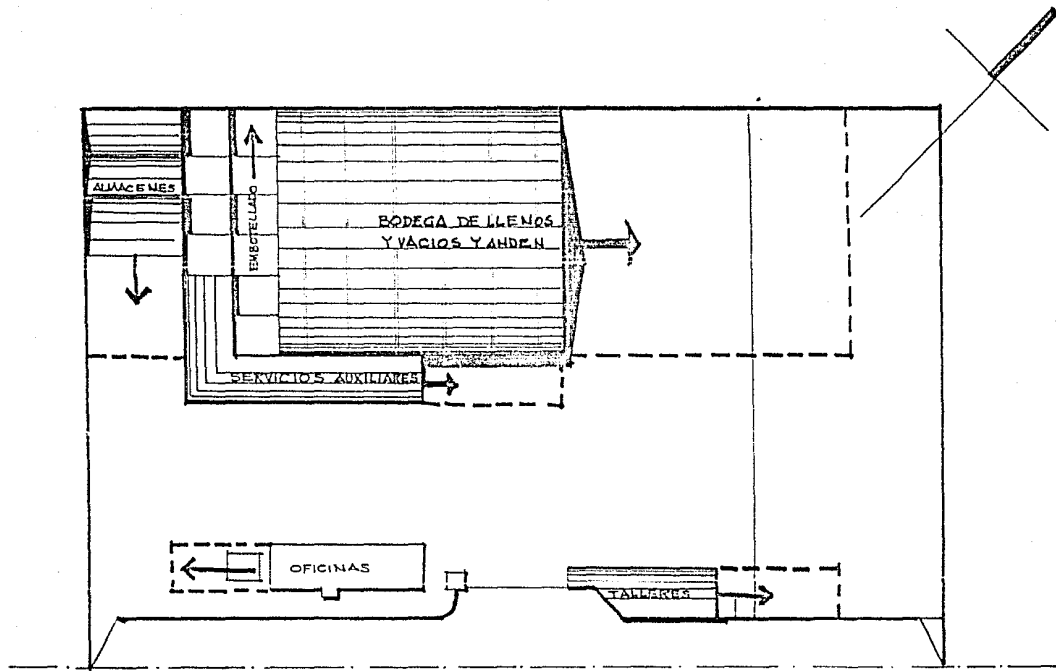 ALMACENES
EMBOTELLADO
BODEGA DE LLENOS
Y VACIOS Y ANDEN
SERVICIOS AUXILIARES
OFICINAS
TALLERES